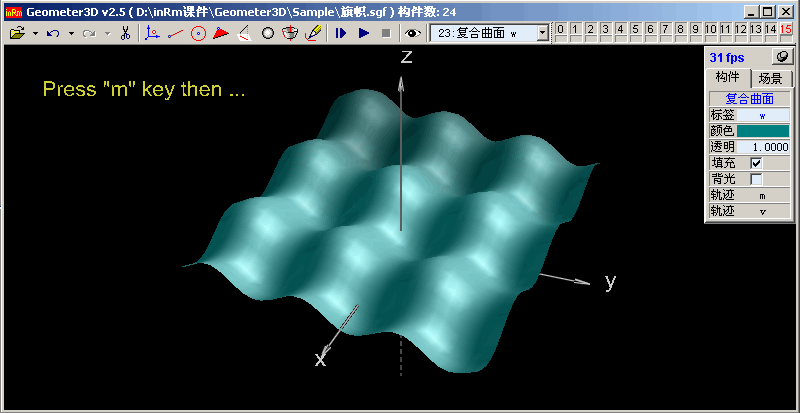 inRm Geometer3D v2.5 ( D:\inRm课件\Geometer3D\Sample\旗帜.sgf ) 构件数: 24
23:复合曲面 w 0 1 2 3 4 5 6 7 8 9 10 11 12 13 14 15
31 fps
构件 场景
复合曲面
标签 w
颜色
透明 1.0000
填充
背光
轨迹 m
轨迹 v
Press "m" key then ...
z
y
x